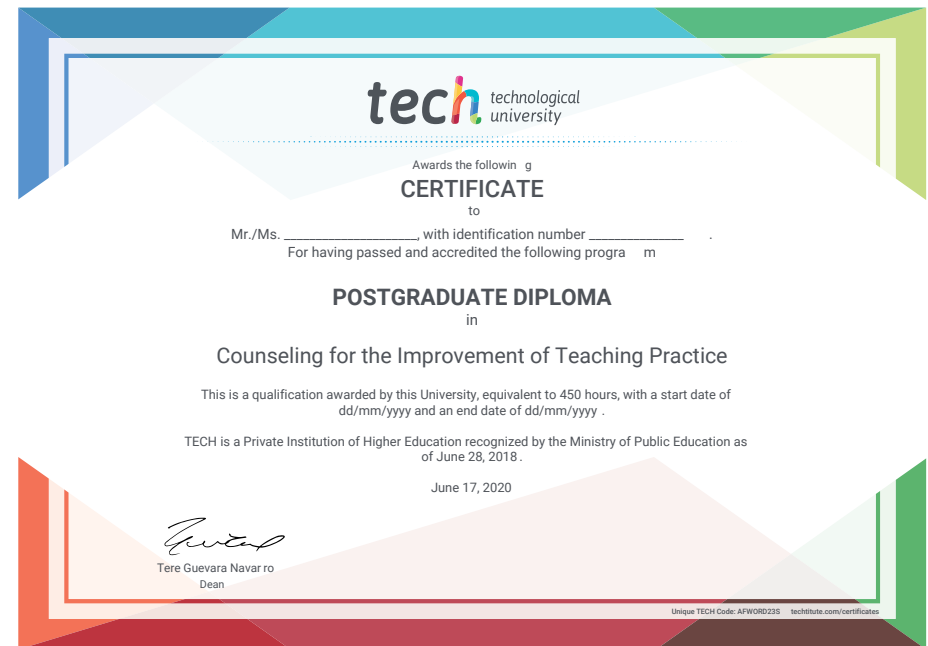 tech technological
university
Awards the followin g
CERTIFICATE
to
Mr./Ms. ___________________, with identification number ______________ .
For having passed and accredited the following progra m
POSTGRADUATE DIPLOMA
in
Counseling for the Improvement of Teaching Practice
This is a qualification awarded by this University, equivalent to 450 hours, with a start date of
dd/mm/yyyy and an end date of dd/mm/yyyy .
TECH is a Private Institution of Higher Education recognized by the Ministry of Public Education as
of June 28, 2018 .
June 17, 2020
Tere Guevara Navar ro
Dean
Unique TECH Code: AFWORD23S techtitute.com/certificates